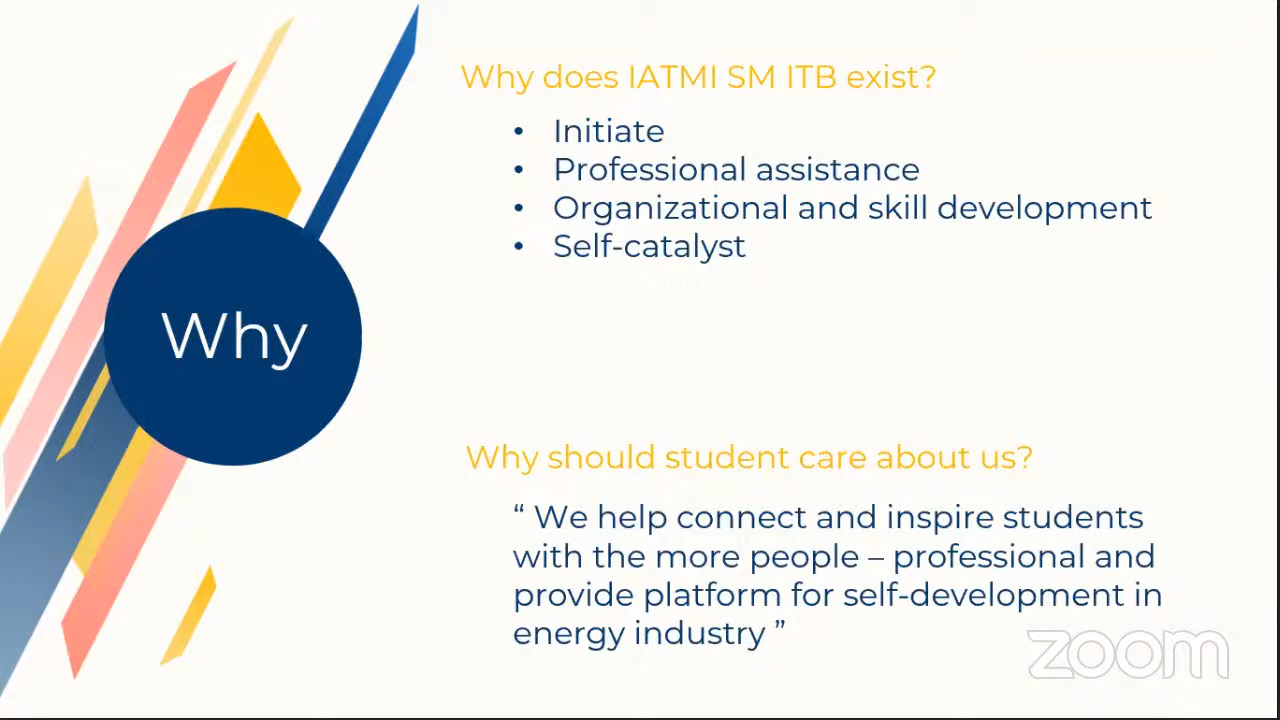 Why
Why does IATMI SM ITB exist?
• Initiate
• Professional assistance
• Organizational and skill development
• Self-catalyst
Why should student care about us?
“ We help connect and inspire students
with the more people – professional and
provide platform for self-development in
energy industry ”
zoom